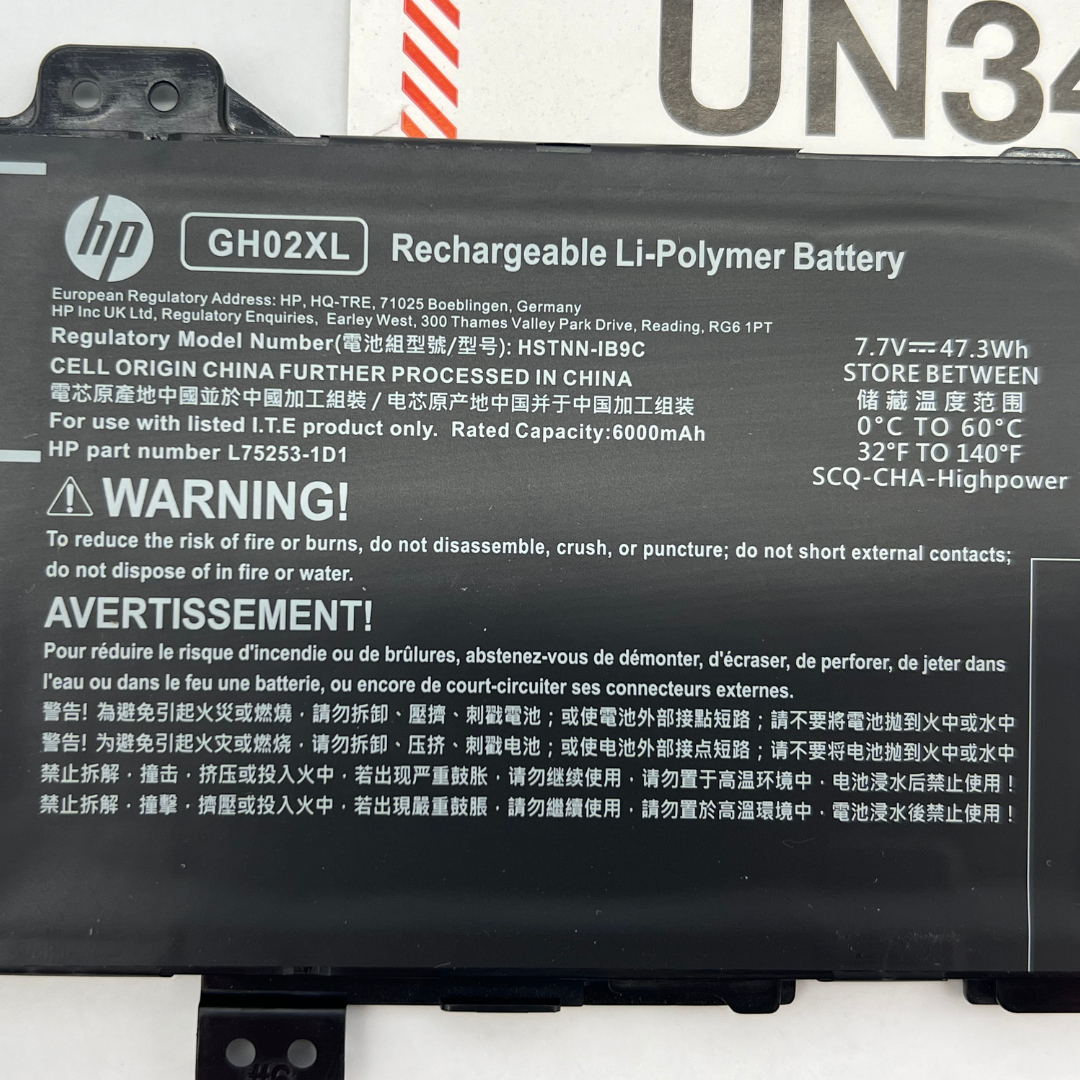 UN34
hp
GH02XL Rechargeable Li-Polymer Battery
European Regulatory Address: HP, HQ-TRE, 71025 Boeblingen, Germany
HP Inc UK Ltd, Regulatory Enquiries, Earley West, 300 Thames Valley Park Drive, Reading, RG6 1PT
Regulatory Model Number(電池組型號/型号): HSTNN-IB9C
CELL ORIGIN CHINA FURTHER PROCESSED IN CHINA
電芯原產地中國並於中國加工組裝 / 电芯原产地中国并于中国加工组装
For use with listed I.T.E product only. Rated Capacity:6000mAh
HP part number L75253-1D1
7.7V⎓47.3Wh
STORE BETWEEN
储藏温度范围
0°C TO 60°C
32°F TO 140°F
SCQ-CHA-Highpower
WARNING!
To reduce the risk of fire or burns, do not disassemble, crush, or puncture; do not short external contacts;
do not dispose of in fire or water.
AVERTISSEMENT!
Pour réduire le risque d'incendie ou de brûlures, abstenez-vous de démonter, d'écraser, de perforer, de jeter dans
l'eau ou dans le feu une batterie, ou encore de court-circuiter ses connecteurs externes.
警告! 為避免引起火災或燃燒，請勿拆卸、壓擠、刺戳電池；或使電池外部接點短路；請不要將電池拋到火中或水中
警告! 为避免引起火灾或燃烧，请勿拆卸、压挤、刺戳电池；或使电池外部接点短路；请不要将电池抛到火中或水中
禁止拆解，撞击，挤压或投入火中，若出现严重鼓胀，请勿继续使用，请勿置于高温环境中，电池浸水后禁止使用！
禁止拆解，撞擊，擠壓或投入火中，若出現嚴重鼓脹，請勿繼續使用，請勿置於高溫環境中，電池浸水後禁止使用！